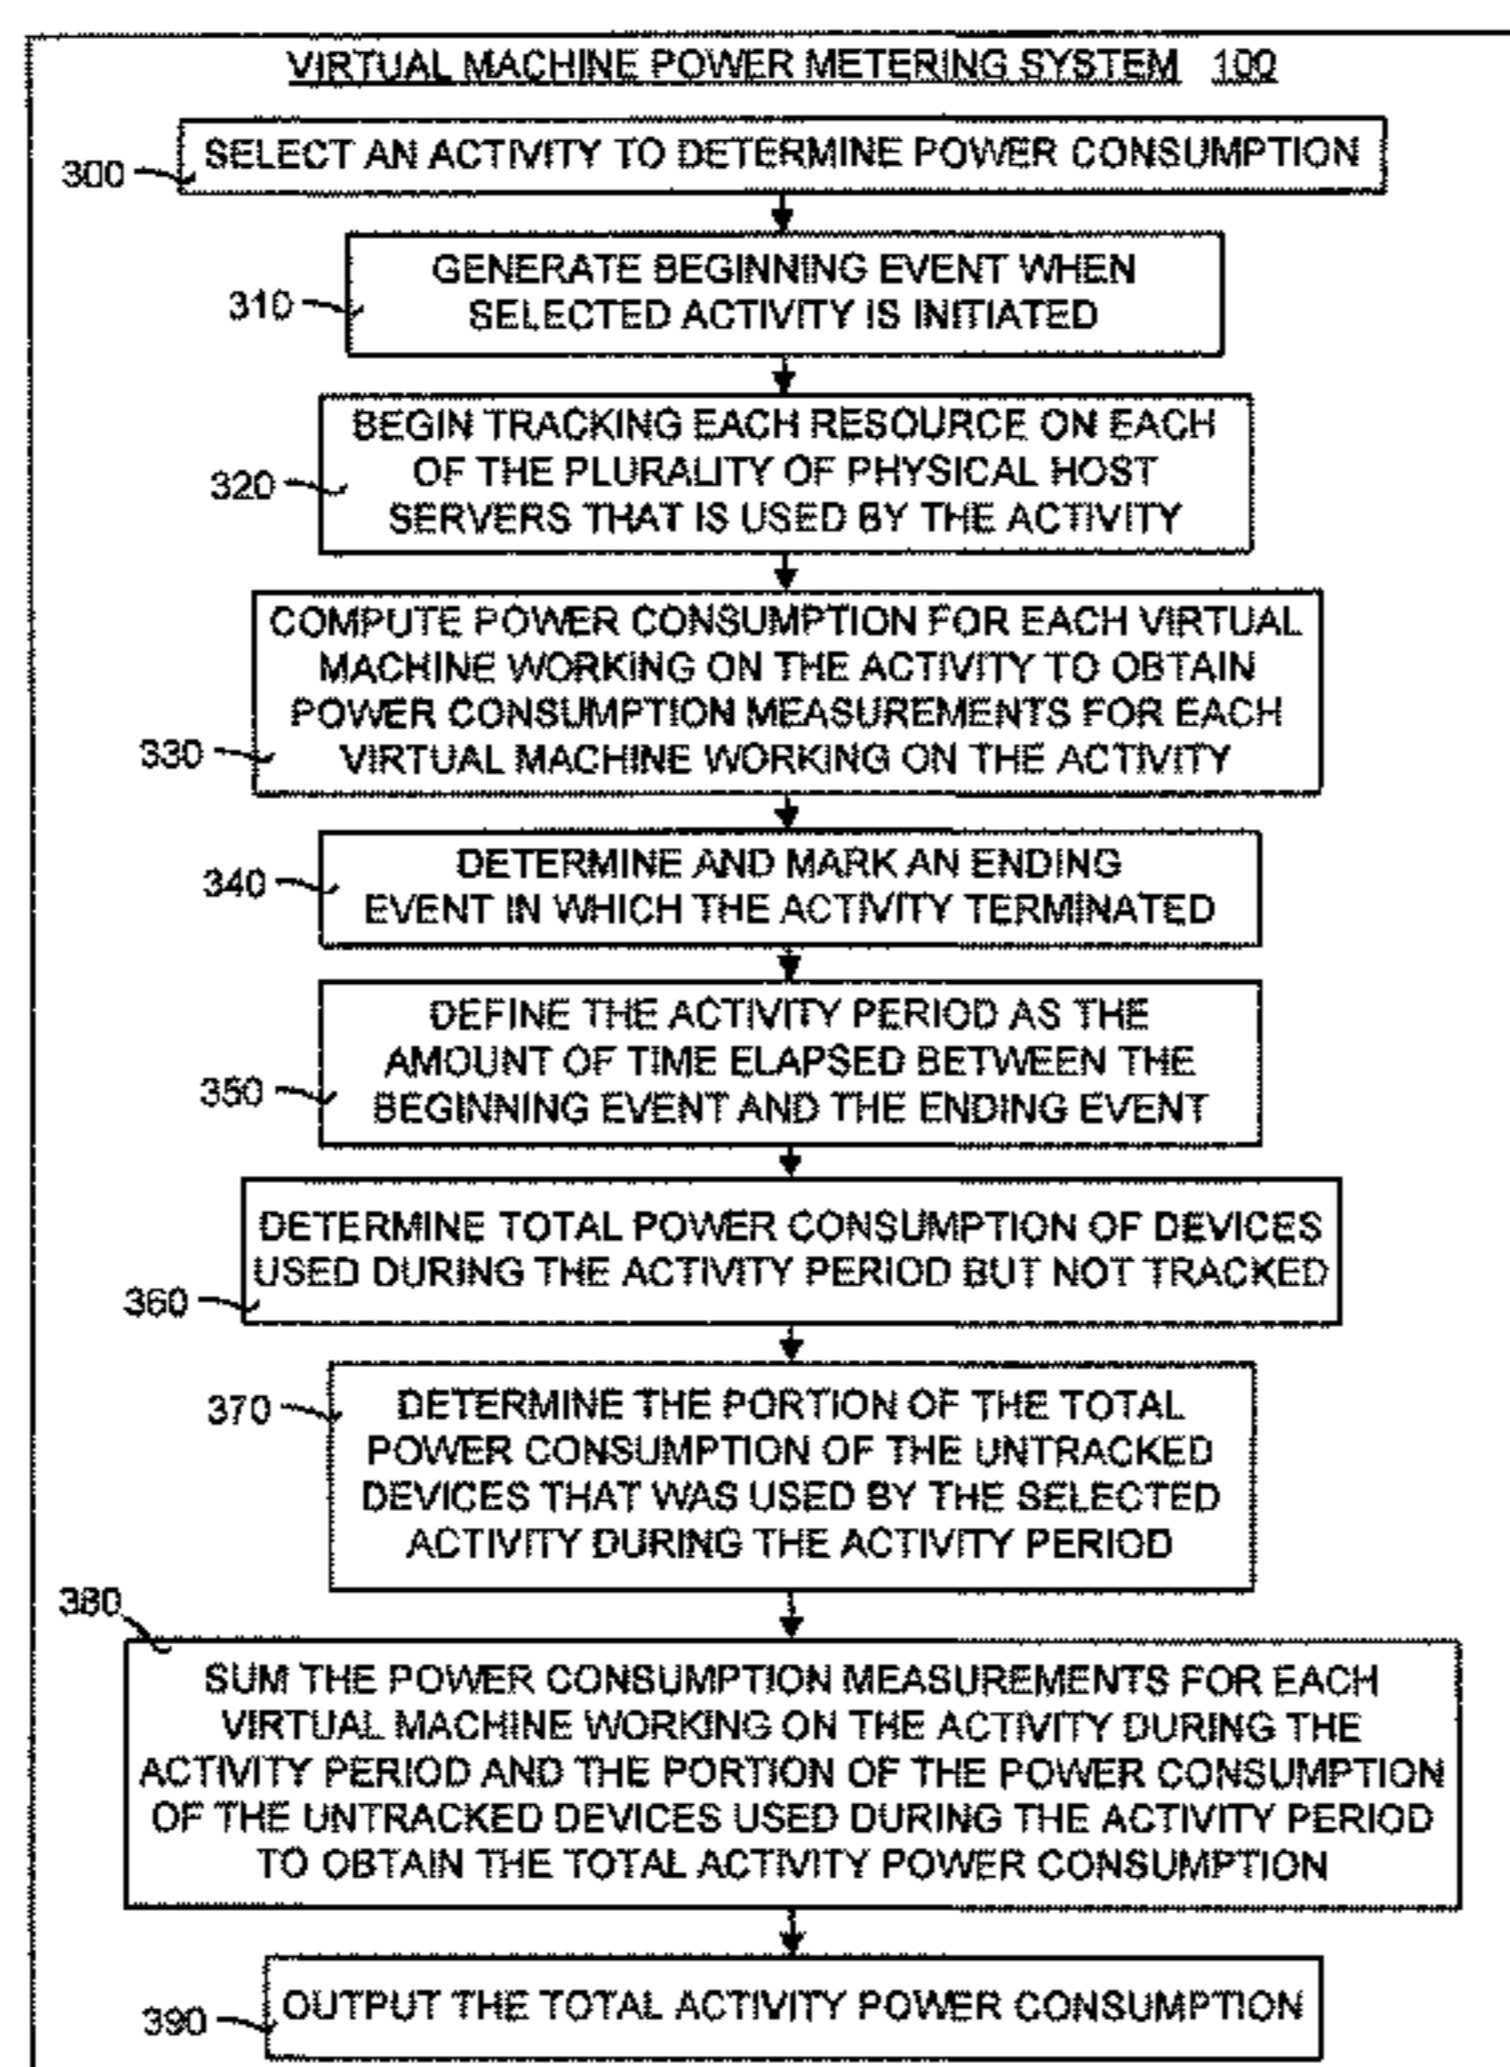 VIRTUAL MACHINE POWER METERING SYSTEM 100
300
SELECT AN ACTIVITY TO DETERMINE POWER CONSUMPTION
310
GENERATE BEGINNING EVENT WHEN
SELECTED ACTIVITY IS INITIATED
320
BEGIN TRACKING EACH RESOURCE ON EACH
OF THE PLURALITY OF PHYSICAL HOST
SERVERS THAT IS USED BY THE ACTIVITY
330
COMPUTE POWER CONSUMPTION FOR EACH VIRTUAL
MACHINE WORKING ON THE ACTIVITY TO OBTAIN
POWER CONSUMPTION MEASUREMENTS FOR EACH
VIRTUAL MACHINE WORKING ON THE ACTIVITY
340
DETERMINE AND MARK AN ENDING
EVENT IN WHICH THE ACTIVITY TERMINATED
350
DEFINE THE ACTIVITY PERIOD AS THE
AMOUNT OF TIME ELAPSED BETWEEN THE
BEGINNING EVENT AND THE ENDING EVENT
360
DETERMINE TOTAL POWER CONSUMPTION OF DEVICES
USED DURING THE ACTIVITY PERIOD BUT NOT TRACKED
370
DETERMINE THE PORTION OF THE TOTAL
POWER CONSUMPTION OF THE UNTRACKED
DEVICES THAT WAS USED BY THE SELECTED
ACTIVITY DURING THE ACTIVITY PERIOD
380
SUM THE POWER CONSUMPTION MEASUREMENTS FOR EACH
VIRTUAL MACHINE WORKING ON THE ACTIVITY DURING THE
ACTIVITY PERIOD AND THE PORTION OF THE POWER CONSUMPTION
OF THE UNTRACKED DEVICES USED DURING THE ACTIVITY PERIOD
TO OBTAIN THE TOTAL ACTIVITY POWER CONSUMPTION
390
OUTPUT THE TOTAL ACTIVITY POWER CONSUMPTION